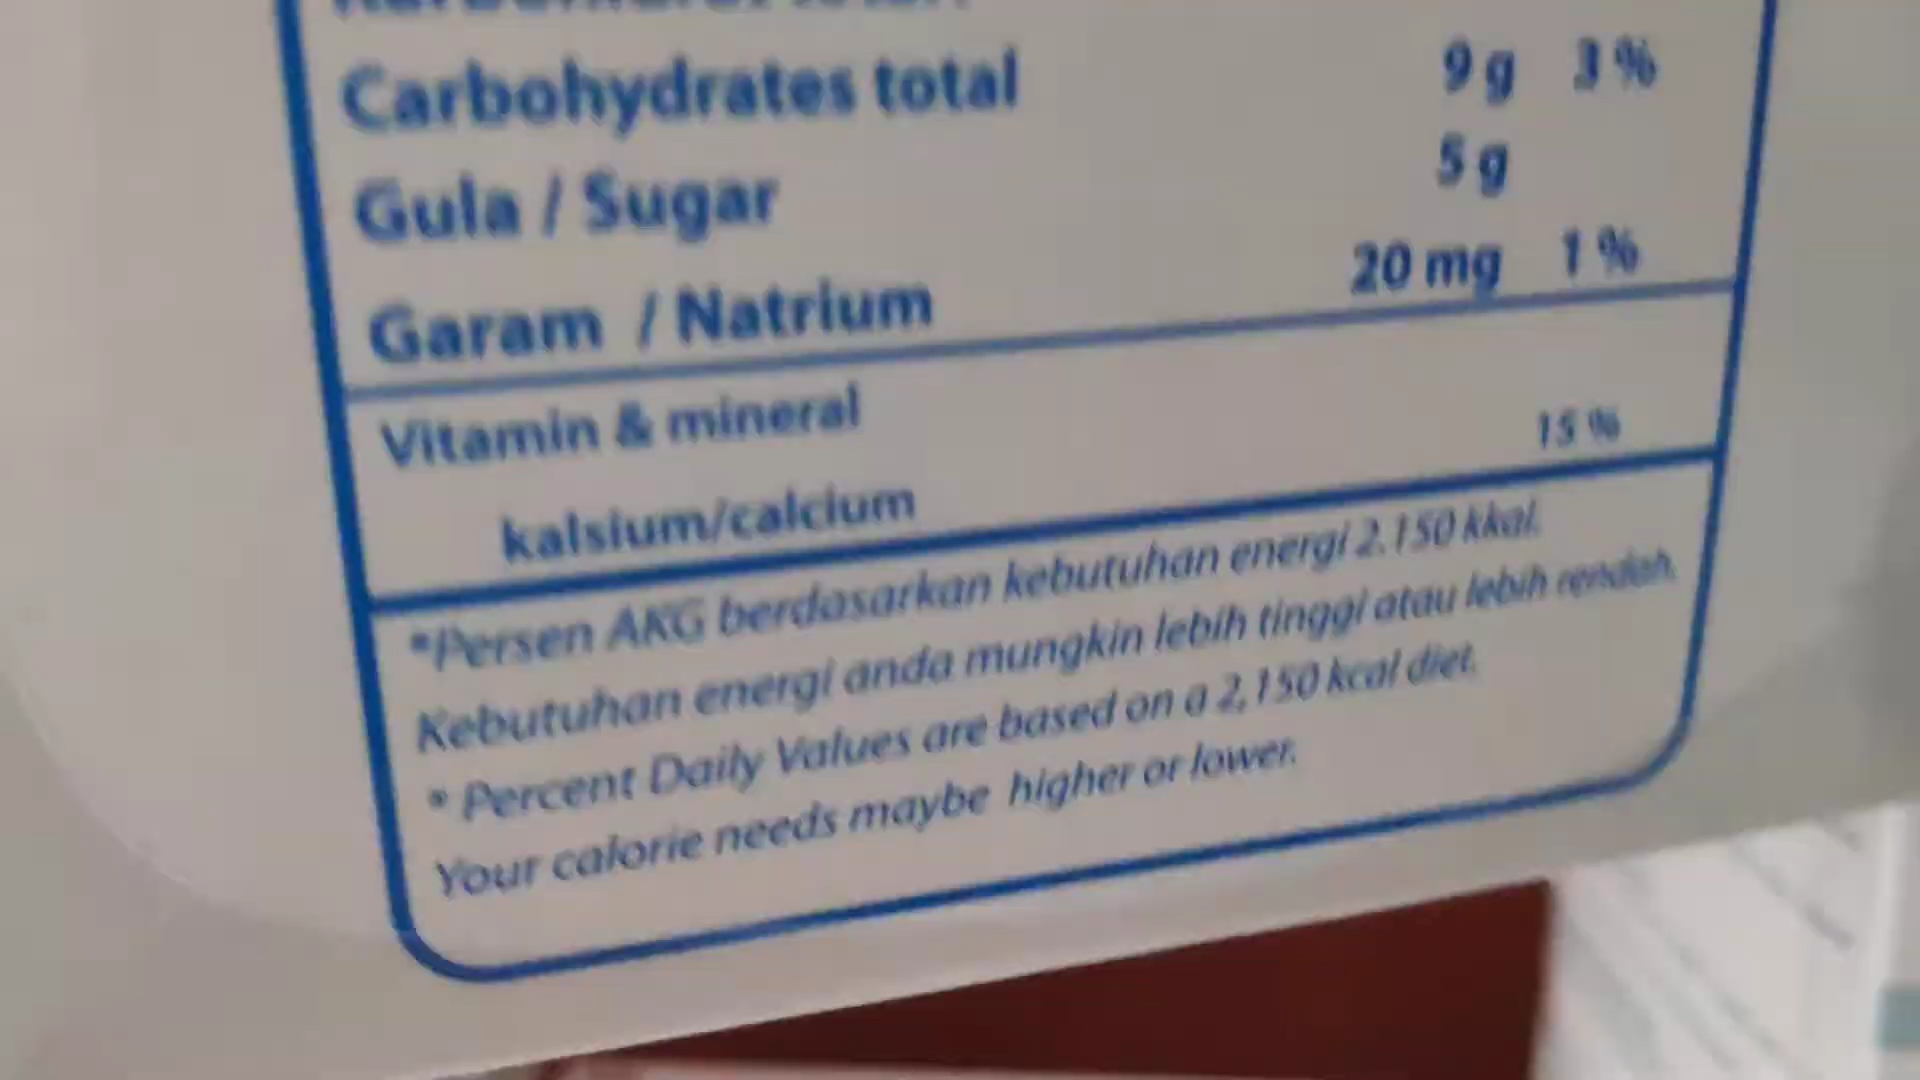 Carbohydrates total 9 g 3 %
Gula / Sugar 5 g
Garam / Natrium 20 mg 1 %
Vitamin & mineral
kalsium/calcium 15 %
*Persen AKG berdasarkan kebutuhan energi 2.150 kkal.
Kebutuhan energi anda mungkin lebih tinggi atau lebih rendah.
* Percent Daily Values are based on a 2,150 kcal diet.
Your calorie needs maybe higher or lower.